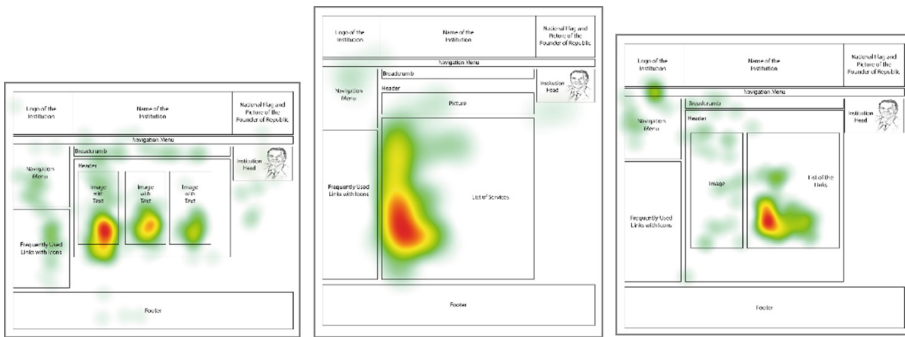 Logo of the
Institution
Name of the
Institution
National Flag and
Picture of the
Founder of Republic
Navigation Menu
Breadcrumb
Institution
Head
Header
Navigation
Menu
Image
with
Text
Image
with
Text
Image
with
Text
Frequently Used
Links with Icons
Footer
Logo of the
Institution
Name of the
Institution
National Flag and
Picture of the
Founder of Republic
Navigation Menu
Breadcrumb
Institution
Head
Header
Navigation
Menu
Picture
Frequently Used
Links with Icons
List of Services
Footer
Logo of the
Institution
Name of the
Institution
National Flag and
Picture of the
Founder of Republic
Navigation Menu
Breadcrumb
Institution
Head
Header
Navigation
Menu
Image
List of the
Links
Frequently Used
Links with Icons
Footer